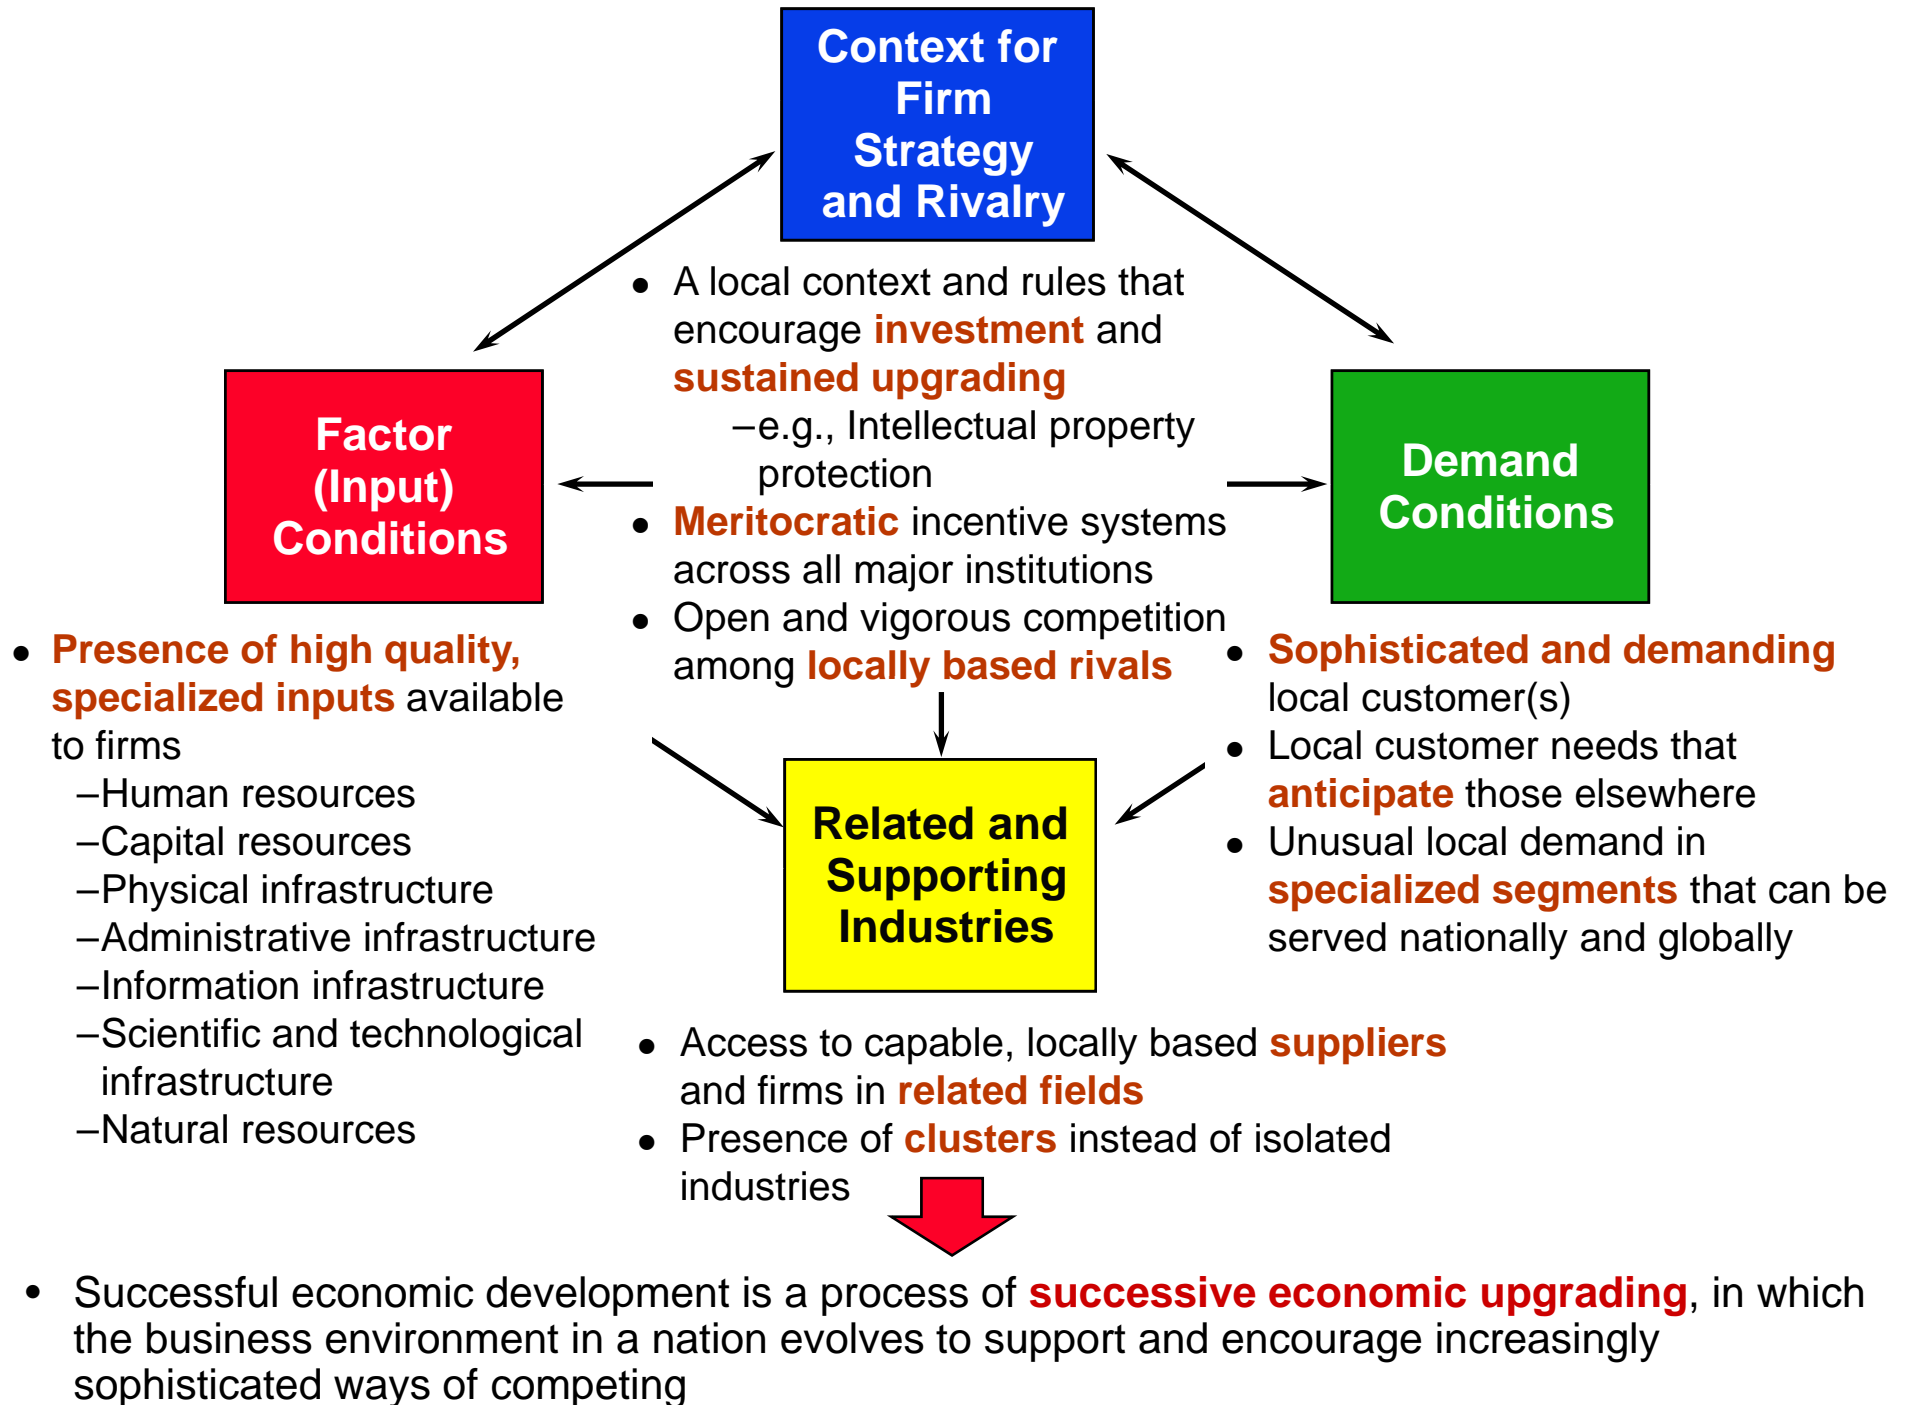 Context for
Firm
Strategy
and Rivalry
● A local context and rules that
encourage investment and
sustained upgrading
–e.g., Intellectual property
protection
● Meritocratic incentive systems
across all major institutions
● Open and vigorous competition
among locally based rivals
Factor
(Input)
Conditions
● Presence of high quality,
specialized inputs available
to firms
–Human resources
–Capital resources
–Physical infrastructure
–Administrative infrastructure
–Information infrastructure
–Scientific and technological
infrastructure
–Natural resources
Demand
Conditions
● Sophisticated and demanding
local customer(s)
● Local customer needs that
anticipate those elsewhere
● Unusual local demand in
specialized segments that can be
served nationally and globally
Related and
Supporting
Industries
● Access to capable, locally based suppliers
and firms in related fields
● Presence of clusters instead of isolated
industries
• Successful economic development is a process of successive economic upgrading, in which
the business environment in a nation evolves to support and encourage increasingly
sophisticated ways of competing